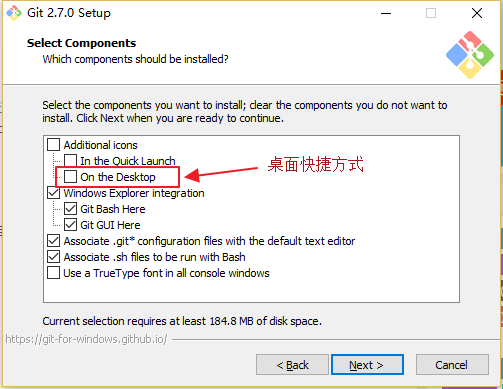 Git 2.7.0 Setup
Select Components
Which components should be installed?
Select the components you want to install; clear the components you do not want to
install. Click Next when you are ready to continue.
Additional icons
In the Quick Launch
On the Desktop
桌面快捷方式
Windows Explorer integration
Git Bash Here
Git GUI Here
Associate .git* configuration files with the default text editor
Associate .sh files to be run with Bash
Use a TrueType font in all console windows
Current selection requires at least 184.8 MB of disk space.
https://git-for-windows.github.io/
< Back
Next >
Cancel